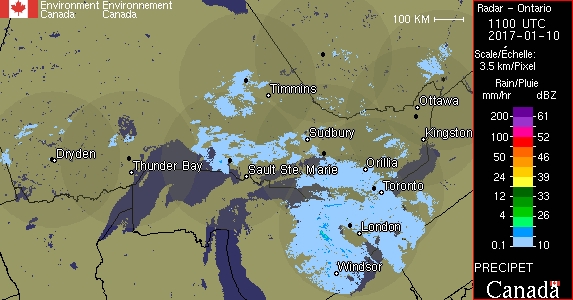 Environment Environnement
Canada Canada
100 KM
Timmins
Ottawa
Sudbury
Kingston
Dryden
Thunder Bay
Sault Ste. Marie
Orillia
Toronto
London
Windsor
Radar - Ontario
1100 UTC
2017-01-10
Scale/Échelle:
3.5 km/Pixel
Rain/Pluie
mm/hr dBZ
200 61
100 52
50 46
24 39
12 33
4 26
0.1 10
PRECIPET
Canada